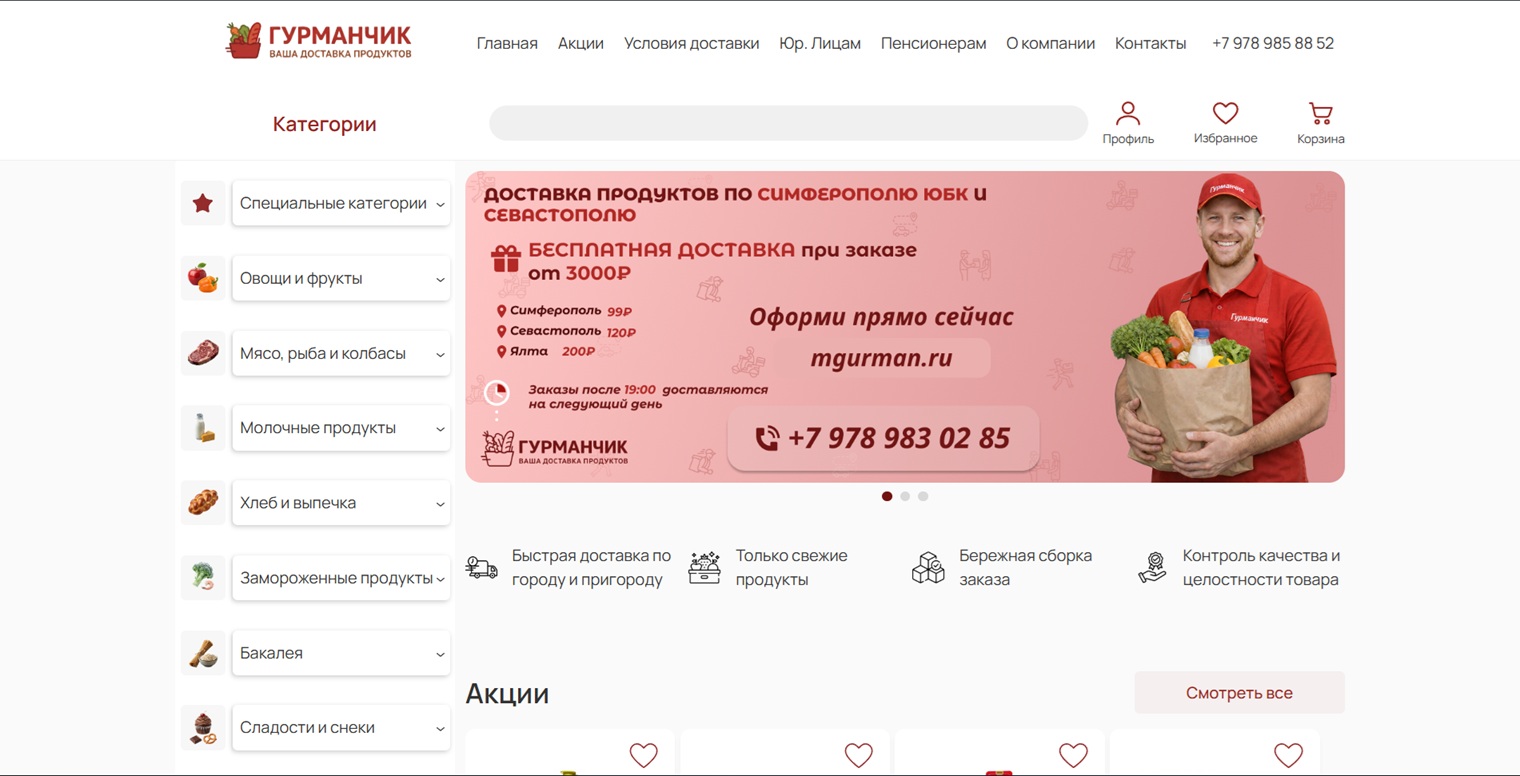 ГУРМАНЧИК
ВАША ДОСТАВКА ПРОДУКТОВ
Главная
Акции
Условия доставки
Юр. Лицам
Пенсионерам
О компании
Контакты
+7 978 985 88 52
Категории
Профиль
Избранное
Корзина
Специальные категории
Овощи и фрукты
Мясо, рыба и колбасы
Молочные продукты
Хлеб и выпечка
Замороженные продукты
Бакалея
Сладости и снеки
ДОСТАВКА ПРОДУКТОВ ПО СИМФЕРОПОЛЮ ЮБК И
СЕВАСТОПОЛЮ
БЕСПЛАТНАЯ ДОСТАВКА при заказе
от 3000₽
Симферополь 99₽
Севастополь 120₽
Ялта 200₽
Заказы после 19:00 доставляются
на следующий день
ГУРМАНЧИК
ВАША ДОСТАВКА ПРОДУКТОВ
Оформи прямо сейчас
mgurman.ru
+7 978 983 02 85
Гурманчик
Гурманчик
Быстрая доставка по
городу и пригороду
Только свежие
продукты
Бережная сборка
заказа
Контроль качества и
целостности товара
Акции
Смотреть все